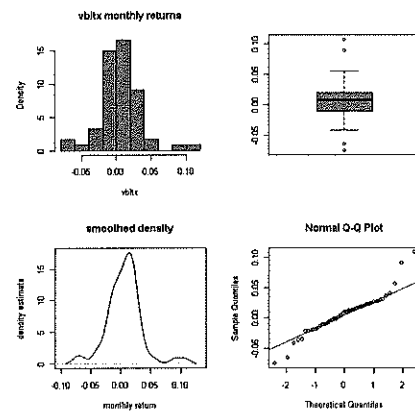 vbltx monthly returns
Density
0 5 10 15
-0.05 0.00 0.05 0.10
vbltx
-0.05 0.00 0.05 0.10
smoothed density
density estimate
0 5 10 15
-0.10 -0.05 0.00 0.05 0.10
monthly return
Normal Q-Q Plot
Sample Quantiles
-0.05 0.00 0.05 0.10
-2 -1 0 1 2
Theoretical Quantiles